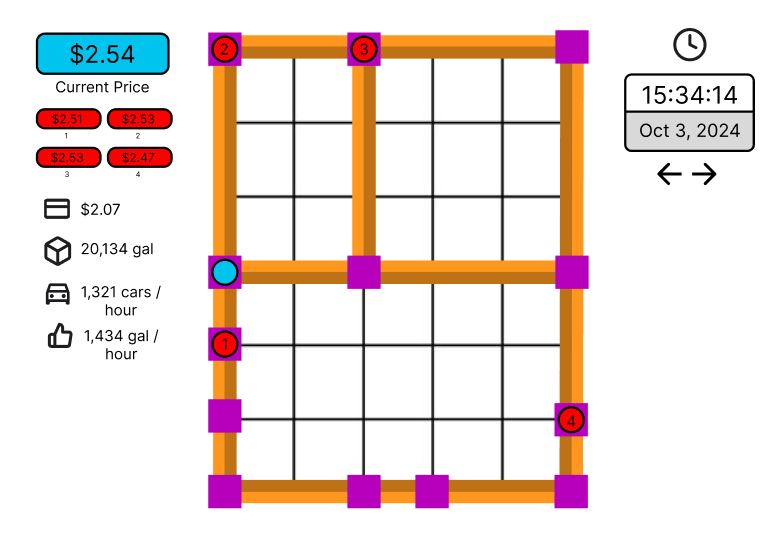 $2.54
Current Price
$2.51
$2.53
1
2
$2.53
$2.47
3
4
$2.07
20,134 gal
1,321 cars /
hour
1,434 gal /
hour
2
3
1
4
15:34:14
Oct 3, 2024